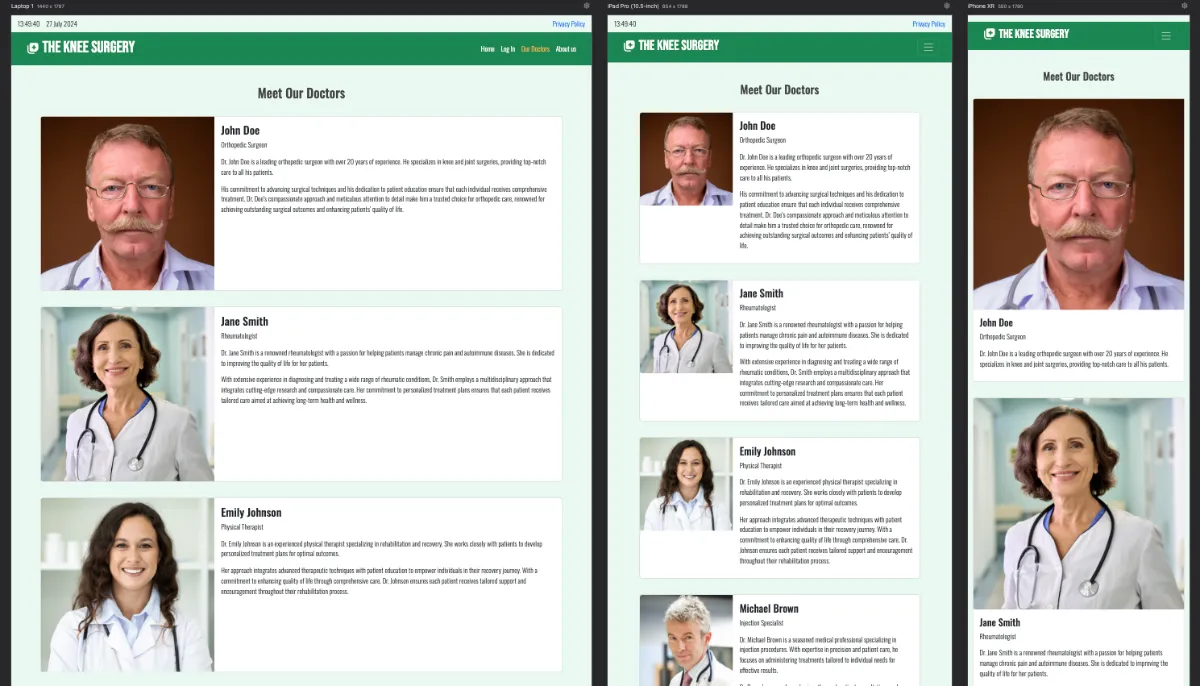 Laptop 1 1440 x 1787
13:49:40 27 July 2024 Privacy Policy
THE KNEE SURGERY
Home Log In Our Doctors About us
Meet Our Doctors
John Doe
Orthopedic Surgeon
Dr. John Doe is a leading orthopedic surgeon with over 20 years of experience. He specializes in knee and joint surgeries, providing top-notch
care to all his patients.
His commitment to advancing surgical techniques and his dedication to patient education ensure that each individual receives comprehensive
treatment. Dr. Doe's compassionate approach and meticulous attention to detail make him a trusted choice for orthopedic care, renowned for
achieving outstanding surgical outcomes and enhancing patients' quality of life.
Jane Smith
Rheumatologist
Dr. Jane Smith is a renowned rheumatologist with a passion for helping patients manage chronic pain and autoimmune diseases. She is dedicated
to improving the quality of life for her patients.
With extensive experience in diagnosing and treating a wide range of rheumatic conditions, Dr. Smith employs a multidisciplinary approach that
integrates cutting-edge research and compassionate care. Her commitment to personalized treatment plans ensures that each patient receives
tailored care aimed at achieving long-term health and wellness.
Emily Johnson
Physical Therapist
Dr. Emily Johnson is an experienced physical therapist specializing in rehabilitation and recovery. She works closely with patients to develop
personalized treatment plans for optimal outcomes.
Her approach integrates advanced therapeutic techniques with patient education to empower individuals in their recovery journey. With a
commitment to enhancing quality of life through comprehensive care, Dr. Johnson ensures each patient receives tailored support and
encouragement throughout their rehabilitation process.
iPad Pro (10.5-inch) 854 x 1788
13:49:40 Privacy Policy
THE KNEE SURGERY
Meet Our Doctors
John Doe
Orthopedic Surgeon
Dr. John Doe is a leading orthopedic surgeon with over 20 years of
experience. He specializes in knee and joint surgeries, providing top-notch
care to all his patients.
His commitment to advancing surgical techniques and his dedication to
patient education ensure that each individual receives comprehensive
treatment. Dr. Doe's compassionate approach and meticulous attention to
detail make him a trusted choice for orthopedic care, renowned for
achieving outstanding surgical outcomes and enhancing patients' quality of
life.
Jane Smith
Rheumatologist
Dr. Jane Smith is a renowned rheumatologist with a passion for helping
patients manage chronic pain and autoimmune diseases. She is dedicated
to improving the quality of life for her patients.
With extensive experience in diagnosing and treating a wide range of
rheumatic conditions, Dr. Smith employs a multidisciplinary approach that
integrates cutting-edge research and compassionate care. Her
commitment to personalized treatment plans ensures that each patient
receives tailored care aimed at achieving long-term health and wellness.
Emily Johnson
Physical Therapist
Dr. Emily Johnson is an experienced physical therapist specializing in
rehabilitation and recovery. She works closely with patients to develop
personalized treatment plans for optimal outcomes.
Her approach integrates advanced therapeutic techniques with patient
education to empower individuals in their recovery journey. With a
commitment to enhancing quality of life through comprehensive care, Dr.
Johnson ensures each patient receives tailored support and encouragement
throughout their rehabilitation process.
Michael Brown
Injection Specialist
Dr. Michael Brown is a seasoned medical professional specializing in
injection procedures. With expertise in precision and patient care, he
focuses on administering treatments tailored to individual needs for
effective results.
iPhone XR 500 x 1780
THE KNEE SURGERY
Meet Our Doctors
John Doe
Orthopedic Surgeon
Dr. John Doe is a leading orthopedic surgeon with over 20 years of experience. He
specializes in knee and joint surgeries, providing top-notch care to all his patients.
Jane Smith
Rheumatologist
Dr. Jane Smith is a renowned rheumatologist with a passion for helping patients
manage chronic pain and autoimmune diseases. She is dedicated to improving the
quality of life for her patients.